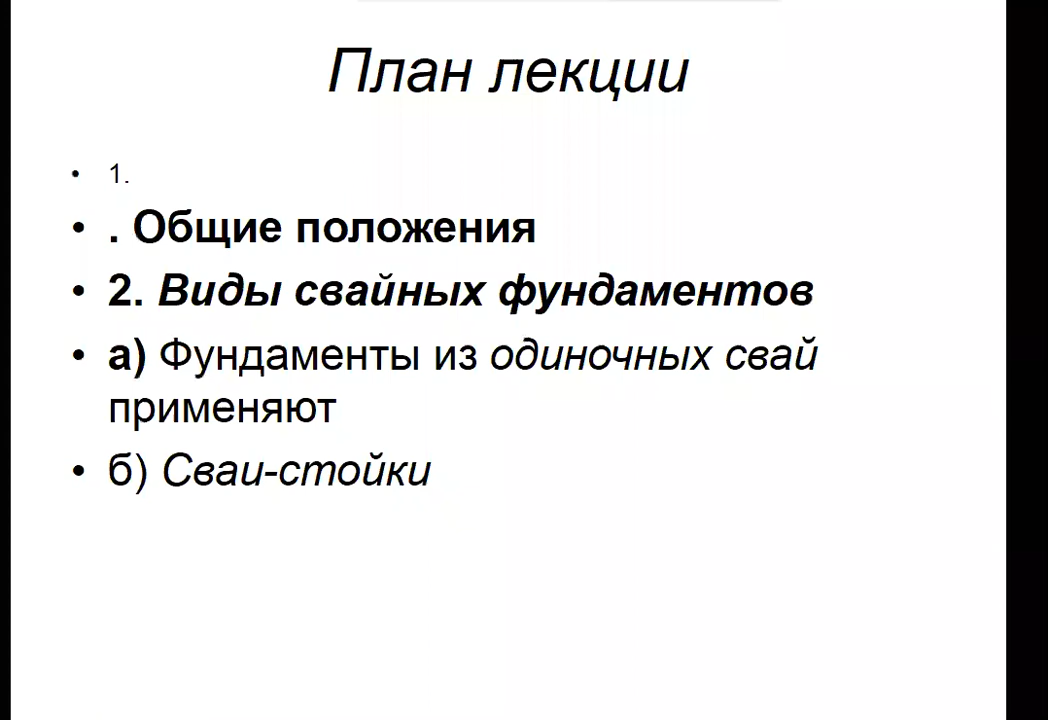 План лекции
• 1.
• . Общие положения
• 2. Виды свайных фундаментов
• а) Фундаменты из одиночных свай
применяют
• б) Сваи-стойки